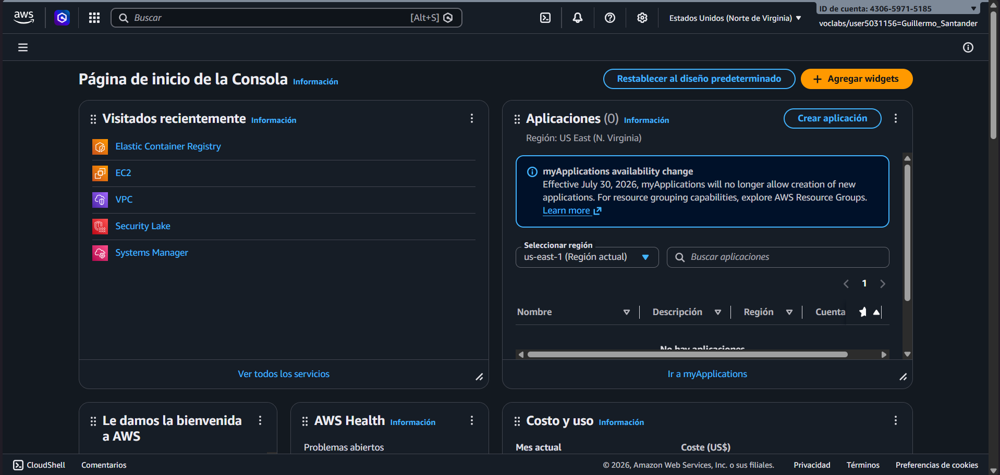 aws
Buscar
[Alt+S]
Estados Unidos (Norte de Virginia)
ID de cuenta: 4306-5971-5185
voclabs/user5031156=Guillermo_Santander
Página de inicio de la Consola Información
Restablecer al diseño predeterminado
Agregar widgets
Visitados recientemente Información
Elastic Container Registry
EC2
VPC
Security Lake
Systems Manager
Ver todos los servicios
Aplicaciones (0) Información
Crear aplicación
Región: US East (N. Virginia)
myApplications availability change
Effective July 30, 2026, myApplications will no longer allow creation of new
applications. For resource grouping capabilities, explore AWS Resource Groups.
Learn more
Seleccionar región
us-east-1 (Región actual)
Buscar aplicaciones
1
Nombre
Descripción
Región
Cuenta
No hay aplicaciones
Ir a myApplications
Le damos la bienvenida
a AWS
AWS Health Información
Problemas abiertos
Costo y uso Información
Mes actual
Coste (US$)
CloudShell
Comentarios
© 2026, Amazon Web Services, Inc. o sus filiales.
Privacidad
Términos
Preferencias de cookies